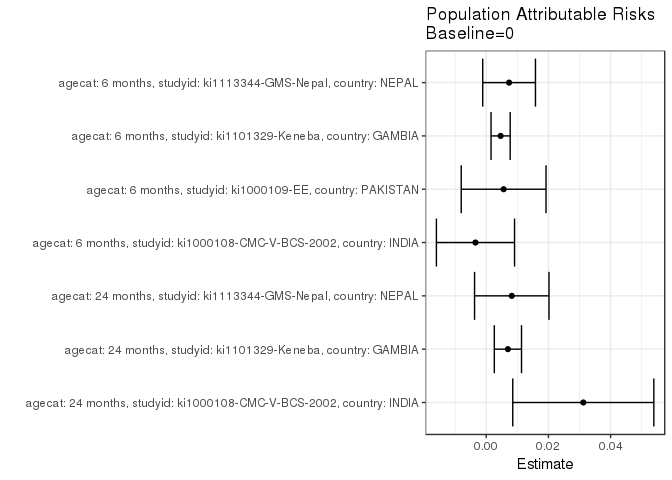 Population Attributable Risks
Baseline=0
agecat: 6 months, studyid: ki1113344-GMS-Nepal, country: NEPAL
agecat: 6 months, studyid: ki1101329-Keneba, country: GAMBIA
agecat: 6 months, studyid: ki1000109-EE, country: PAKISTAN
agecat: 6 months, studyid: ki1000108-CMC-V-BCS-2002, country: INDIA
agecat: 24 months, studyid: ki1113344-GMS-Nepal, country: NEPAL
agecat: 24 months, studyid: ki1101329-Keneba, country: GAMBIA
agecat: 24 months, studyid: ki1000108-CMC-V-BCS-2002, country: INDIA
0.00 0.02 0.04
Estimate